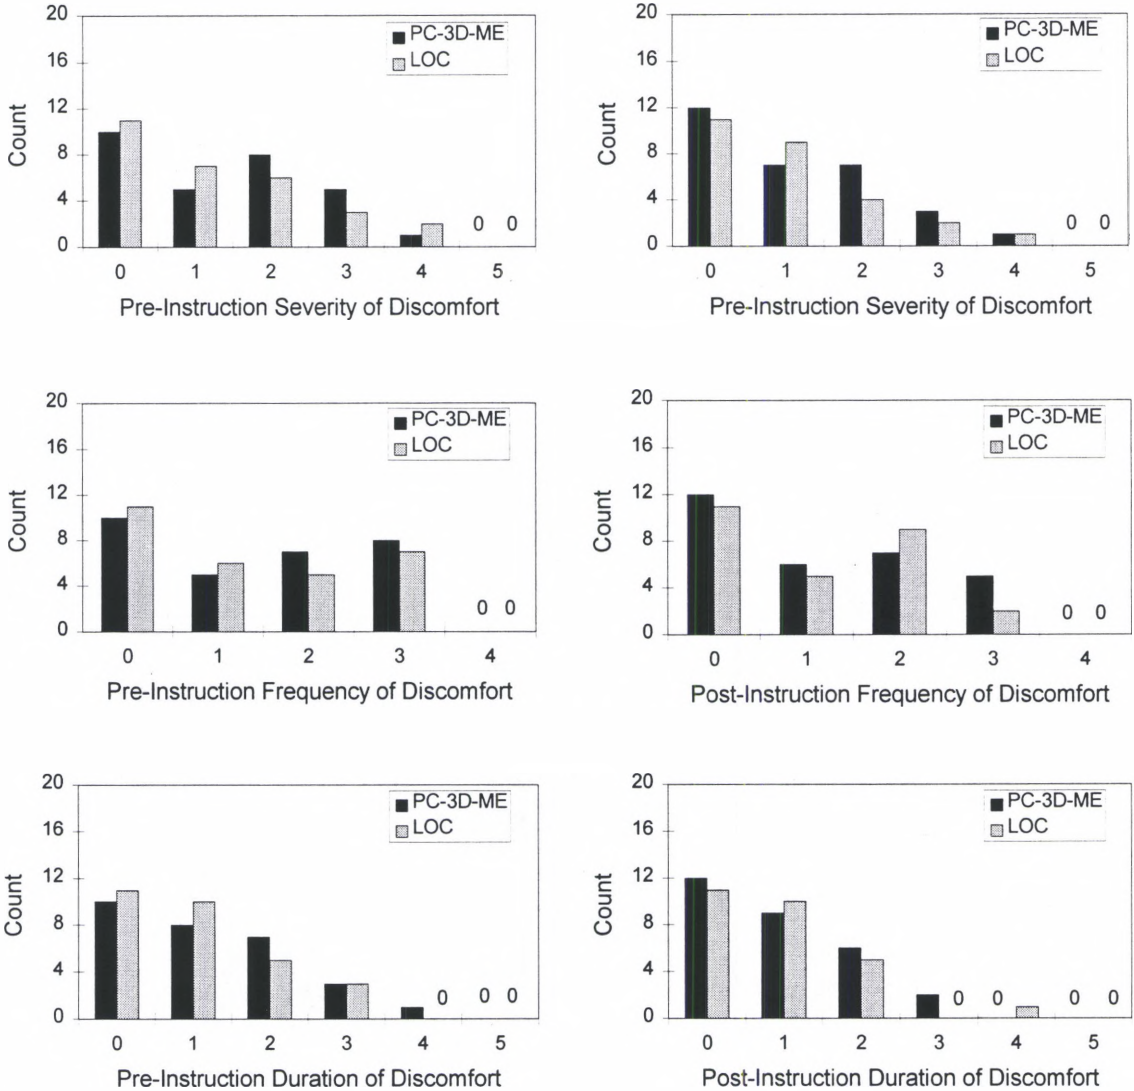 20
PC-3D-ME
LOC
16
12
8
4
0
Count
0 0
0 1 2 3 4 5
Pre-Instruction Severity of Discomfort
20
PC-3D-ME
LOC
16
12
8
4
0
Count
0 0
0 1 2 3 4 5
Pre-Instruction Severity of Discomfort
20
PC-3D-ME
LOC
16
12
8
4
0
Count
0 0
0 1 2 3 4
Pre-Instruction Frequency of Discomfort
20
PC-3D-ME
LOC
16
12
8
4
0
Count
0 0
0 1 2 3 4
Post-Instruction Frequency of Discomfort
20
PC-3D-ME
LOC
16
12
8
4
0
Count
0 0 0
0 1 2 3 4 5
Pre-Instruction Duration of Discomfort
20
PC-3D-ME
LOC
16
12
8
4
0
Count
0 0 0 0
0 1 2 3 4 5
Post-Instruction Duration of Discomfort